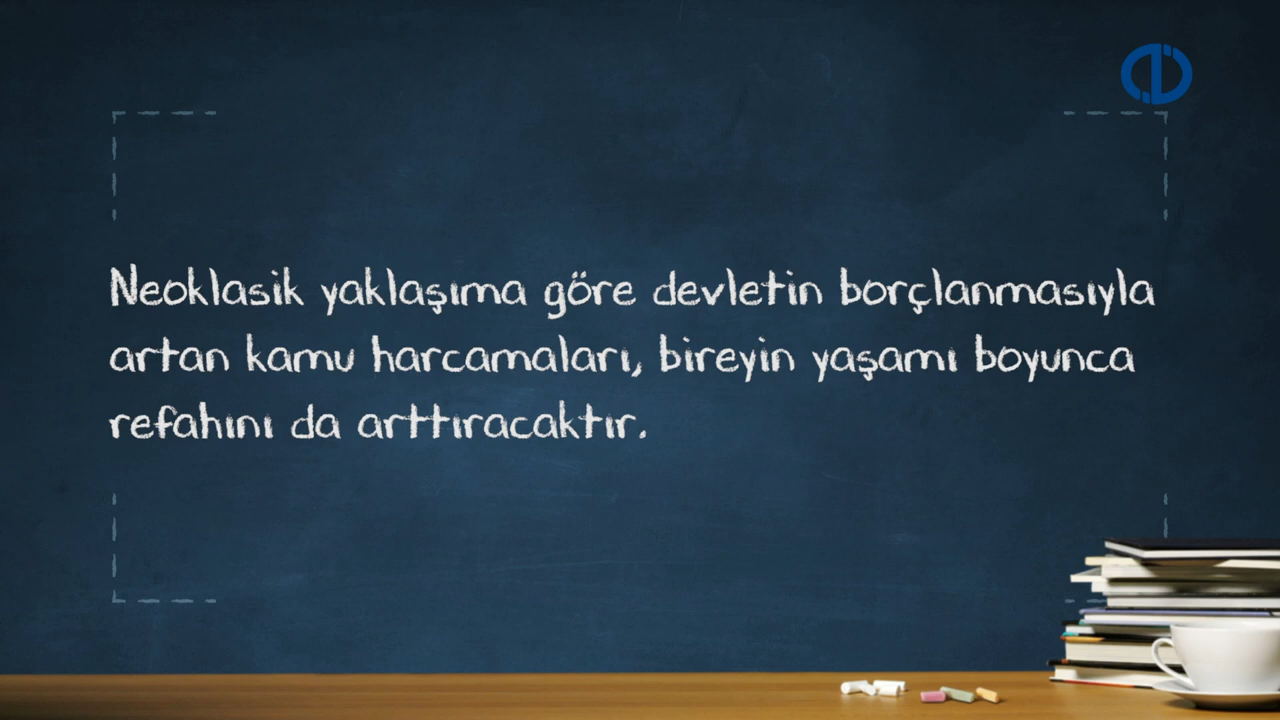 Neoklasik yaklaşıma göre devletin borçlanmasıyla
artan kamu harcamaları, bireyin yaşamı boyunca
refahını da arttıracaktır.